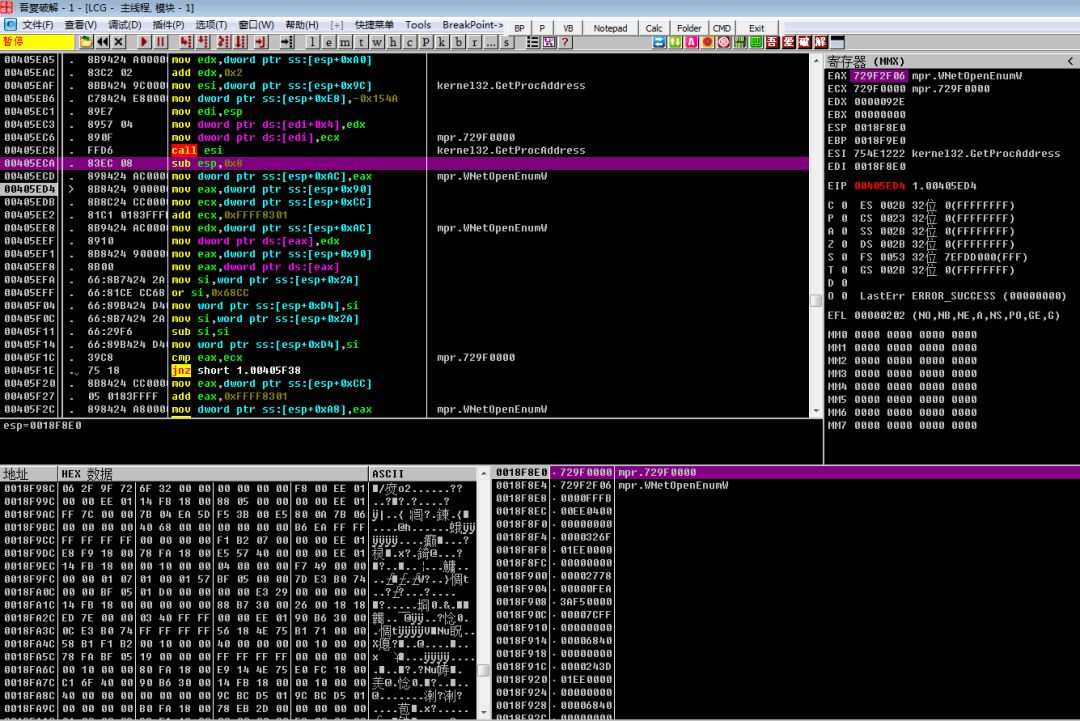 吾愛破解 - 1 - [LCG - 主线程, 模块 - 1]
文件(F) 查看(V) 调试(D) 插件(P) 选项(T) 窗口(W) 帮助(H) [+] 快捷菜单 Tools BreakPoint-> BP P VB Notepad Calc Folder CMD Exit
暂停 l e m t w h c P k b r ... s ? 吾 爱 破 解
00405EA5 . 8B9424 A0000 mov edx,dword ptr ss:[esp+0xA0]
00405EAC . 83C2 02 add edx,0x2
00405EAF . 8BB424 9C000 mov esi,dword ptr ss:[esp+0x9C] kernel32.GetProcAddress
00405EB6 . C78424 E8000 mov dword ptr ss:[esp+0xE8],-0x154A
00405EC1 . 89E7 mov edi,esp
00405EC3 . 8957 04 mov dword ptr ds:[edi+0x4],edx
00405EC6 . 890F mov dword ptr ds:[edi],ecx mpr.729F0000
00405EC8 . FFD6 call esi kernel32.GetProcAddress
00405ECA . 83EC 08 sub esp,0x8
00405ECD . 898424 AC000 mov dword ptr ss:[esp+0xAC],eax mpr.WNetOpenEnumW
00405ED4 > 8B8424 90000 mov eax,dword ptr ss:[esp+0x90]
00405EDB . 8B8C24 CC000 mov ecx,dword ptr ss:[esp+0xCC]
00405EE2 . 81C1 0183FFF add ecx,0xFFFF8301
00405EE8 . 8B9424 AC000 mov edx,dword ptr ss:[esp+0xAC] mpr.WNetOpenEnumW
00405EEF . 8910 mov dword ptr ds:[eax],edx
00405EF1 . 8B8424 90000 mov eax,dword ptr ss:[esp+0x90]
00405EF8 . 8B00 mov eax,dword ptr ds:[eax]
00405EFA . 66:8B7424 2A mov si,word ptr ss:[esp+0x2A]
00405EFF . 66:81CE CC68 or si,0x68CC
00405F04 . 66:89B424 D4 mov word ptr ss:[esp+0xD4],si
00405F0C . 66:8B7424 2A mov si,word ptr ss:[esp+0x2A]
00405F11 . 66:29F6 sub si,si
00405F14 . 66:89B424 D4 mov word ptr ss:[esp+0xD4],si
00405F1C . 39C8 cmp eax,ecx mpr.729F0000
00405F1E . 75 18 jnz short 1.00405F38
00405F20 . 8B8424 CC000 mov eax,dword ptr ss:[esp+0xCC]
00405F27 . 05 0183FFFF add eax,0xFFFF8301
00405F2C . 898424 A8000 mov dword ptr ss:[esp+0xA8],eax mpr.WNetOpenEnumW
esp=0018F8E0
寄存器 (MMX) <
EAX 729F2F06 mpr.WNetOpenEnumW
ECX 729F0000 mpr.729F0000
EDX 0000092E
EBX 00000000
ESP 0018F8E0
EBP 0018F9E0
ESI 754E1222 kernel32.GetProcAddress
EDI 0018F8E0
EIP 00405ED4 1.00405ED4
C 0 ES 002B 32位 0(FFFFFFFF)
P 0 CS 0023 32位 0(FFFFFFFF)
A 0 SS 002B 32位 0(FFFFFFFF)
Z 0 DS 002B 32位 0(FFFFFFFF)
S 0 FS 0053 32位 7EFDD000(FFF)
T 0 GS 002B 32位 0(FFFFFFFF)
D 0
O 0 LastErr ERROR_SUCCESS (00000000)
EFL 00000202 (NO,NB,NE,A,NS,PO,GE,G)
MM0 0000 0000 0000 0000
MM1 0000 0000 0000 0000
MM2 0000 0000 0000 0000
MM3 0000 0000 0000 0000
MM4 0000 0000 0000 0000
MM5 0000 0000 0000 0000
MM6 0000 0000 0000 0000
MM7 0000 0000 0000 0000
地址 HEX 数据 ASCII
0018F98C 06 2F 9F 72 6F 32 00 00 00 00 00 00 F8 00 EE 01
0018F99C 00 00 EE 01 14 FB 18 00 88 05 00 00 00 00 EE 01
0018F9AC FF 7C 00 00 7B 04 EA 5D F5 3B 00 E5 80 0A 7B 06
0018F9BC 00 00 00 00 40 68 00 00 00 00 00 00 B6 EA FF FF
0018F9CC FF FF FF FF 00 00 00 00 F1 B2 07 00 00 00 EE 01
0018F9DC E8 F9 18 00 78 FA 18 00 E5 57 40 00 00 00 EE 01
0018F9EC 14 FB 18 00 00 10 00 00 04 00 00 00 F7 49 00 00
0018F9FC 00 00 01 07 01 00 01 57 BF 05 00 00 7D E3 B0 74
0018FA0C 00 00 BF 05 01 D0 00 00 00 00 E3 29 00 00 00 00
0018FA1C 14 FB 18 00 00 00 00 00 88 B7 30 00 26 00 18 18
0018FA2C ED 7E 00 00 03 40 FF FF 00 00 EE 01 90 B6 30 00
0018FA3C 0C E3 B0 74 FF FF FF FF 56 18 4E 75 B1 71 00 00
0018FA4C 58 B1 F1 B2 00 10 00 00 40 00 00 00 00 10 00 00
0018FA5C 78 FA BF 05 19 00 00 00 FF FF FF FF 00 00 00 00
0018FA6C 00 10 00 00 80 FA 18 00 E9 14 4E 75 E0 FC 18 00
0018FA7C C1 6F 40 00 90 B6 30 00 14 FB 18 00 00 10 00 00
0018FA8C 40 00 00 00 00 00 00 00 9C BC D5 01 9C BC D5 01
0018FA9C 00 00 00 00 B0 FA 18 00 78 EB 2D 00 00 00 00 00
0018F8E0 729F0000 mpr.729F0000
0018F8E4 729F2F06 mpr.WNetOpenEnumW
0018F8E8 0000FFFB
0018F8EC 00EE0400
0018F8F0 00000000
0018F8F4 0000326F
0018F8F8 01EE0000
0018F8FC 00000000
0018F900 00002778
0018F904 00000FEA
0018F908 3AF50000
0018F90C 00007CFF
0018F910 00000000
0018F914 00006840
0018F918 00000000
0018F91C 0000243D
0018F920 01EE0000
0018F924 00000000
0018F928 00006840